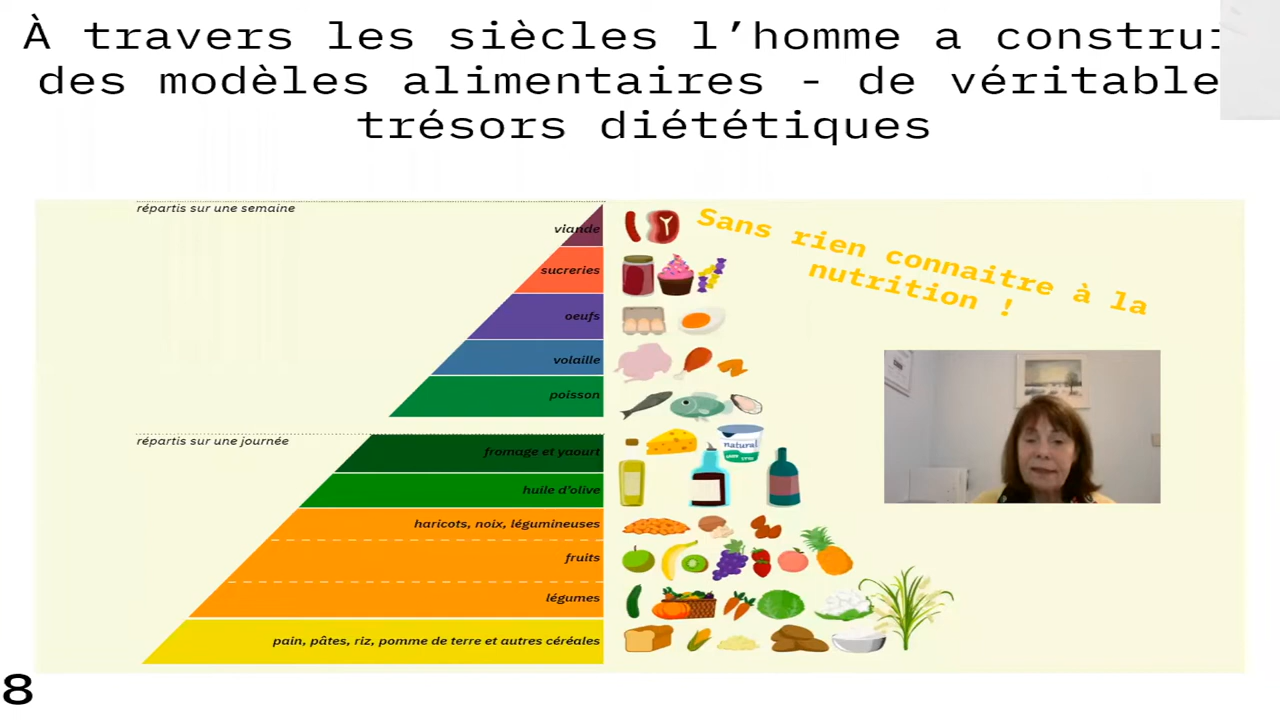 À travers les siècles l’homme a construi
des modèles alimentaires - de véritable
trésors diététiques
répartis sur une semaine
viande
Sans rien connaitre à la
nutrition !
sucreries
oeufs
volaille
poisson
répartis sur une journée
fromage et yaourt
natural
huile d'olive
haricots, noix, légumineuses
fruits
légumes
pain, pâtes, riz, pomme de terre et autres céréales
8